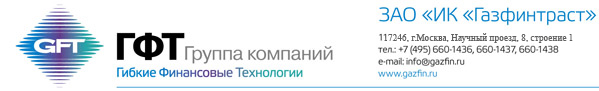 GFT
ГФТ Группа компаний
Гибкие Финансовые Технологии
ЗАО «ИК «Газфинтраст»
117246, г.Москва, Научный проезд, 8, строение 1
тел.: +7 (495) 660-1436, 660-1437, 660-1438
e-mail: info@gazfin.ru
www.gazfin.ru